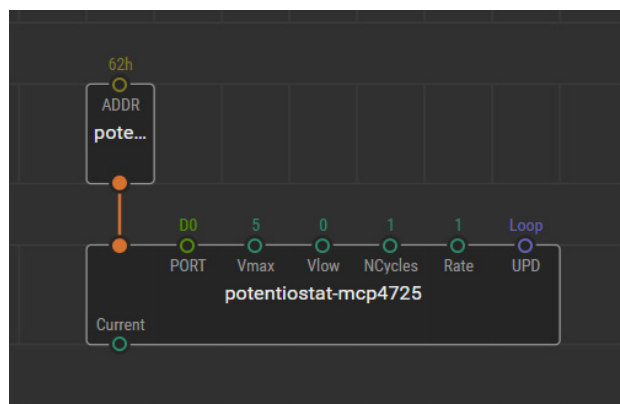 62h
ADDR
pote...
D0 5 0 1 1 Loop
PORT Vmax Vlow NCycles Rate UPD
potentiostat-mcp4725
Current